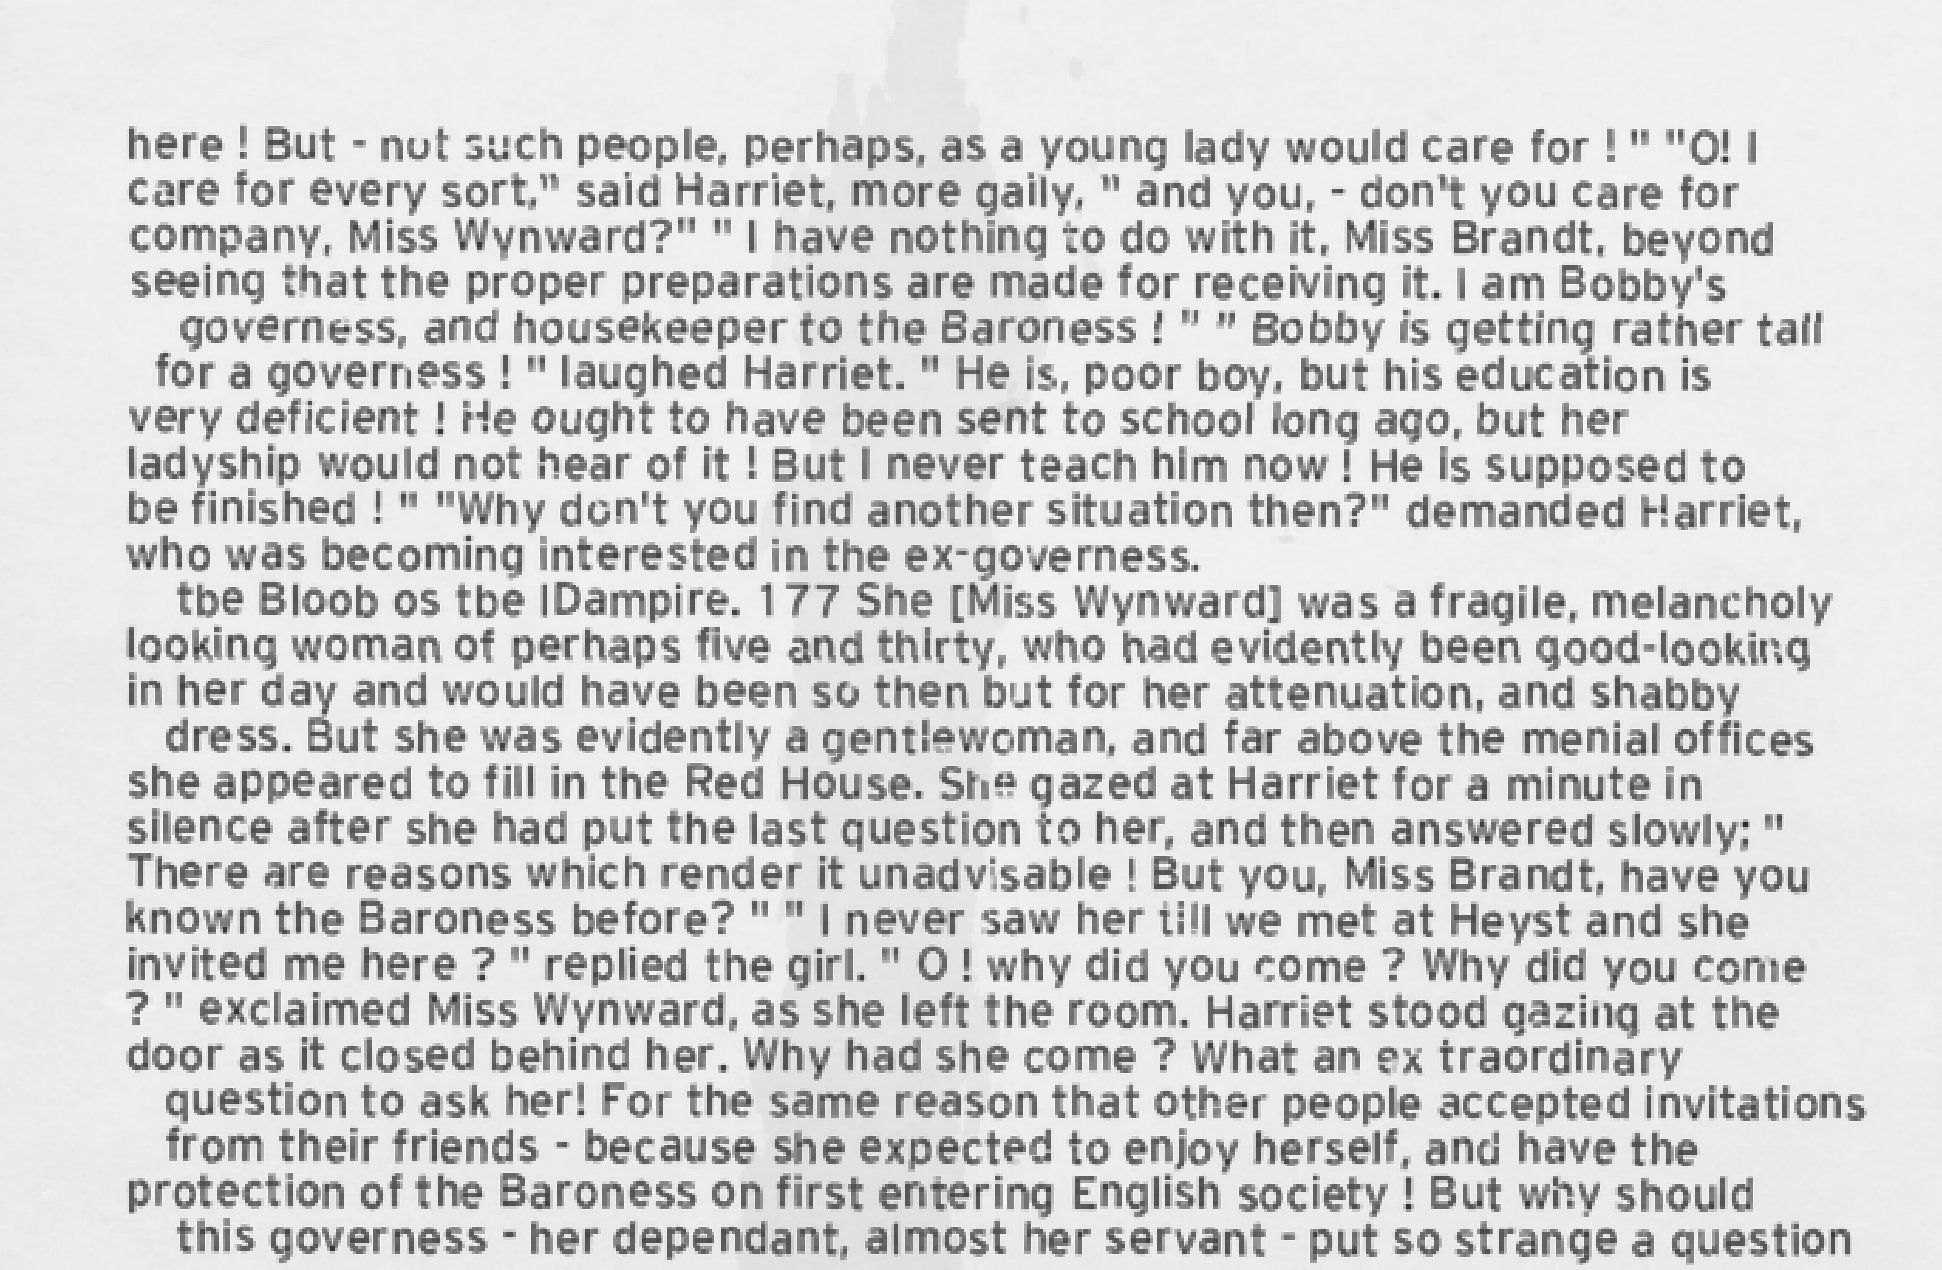 here ! But - not such people, perhaps, as a young lady would care for ! " "O! I
care for every sort," said Harriet, more gaily, " and you, - don't you care for
company, Miss Wynward?" " I have nothing to do with it, Miss Brandt, beyond
seeing that the proper preparations are made for receiving it. I am Bobby's
governess, and housekeeper to the Baroness ! " " Bobby is getting rather tall
for a governess ! " laughed Harriet. " He is, poor boy, but his education is
very deficient ! He ought to have been sent to school long ago, but her
ladyship would not hear of it ! But I never teach him now ! He is supposed to
be finished ! " "Why don't you find another situation then?" demanded Harriet,
who was becoming interested in the ex-governess.
tbe Bloob os tbe IDampire. 177 She [Miss Wynward] was a fragile, melancholy
looking woman of perhaps five and thirty, who had evidently been good-looking
in her day and would have been so then but for her attenuation, and shabby
dress. But she was evidently a gentlewoman, and far above the menial offices
she appeared to fill in the Red House. She gazed at Harriet for a minute in
silence after she had put the last question to her, and then answered slowly; "
There are reasons which render it unadvisable ! But you, Miss Brandt, have you
known the Baroness before? " " I never saw her till we met at Heyst and she
invited me here ? " replied the girl. " O ! why did you come ? Why did you come
? " exclaimed Miss Wynward, as she left the room. Harriet stood gazing at the
door as it closed behind her. Why had she come ? What an ex traordinary
question to ask her! For the same reason that other people accepted invitations
from their friends - because she expected to enjoy herself, and have the
protection of the Baroness on first entering English society ! But why should
this governess - her dependant, almost her servant - put so strange a question